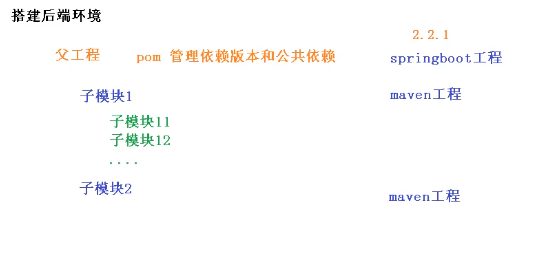 搭建后端环境
2.2.1
父工程 pom 管理依赖版本和公共依赖 springboot工程
子模块1 maven工程
子模块11
子模块12
....
子模块2 maven工程